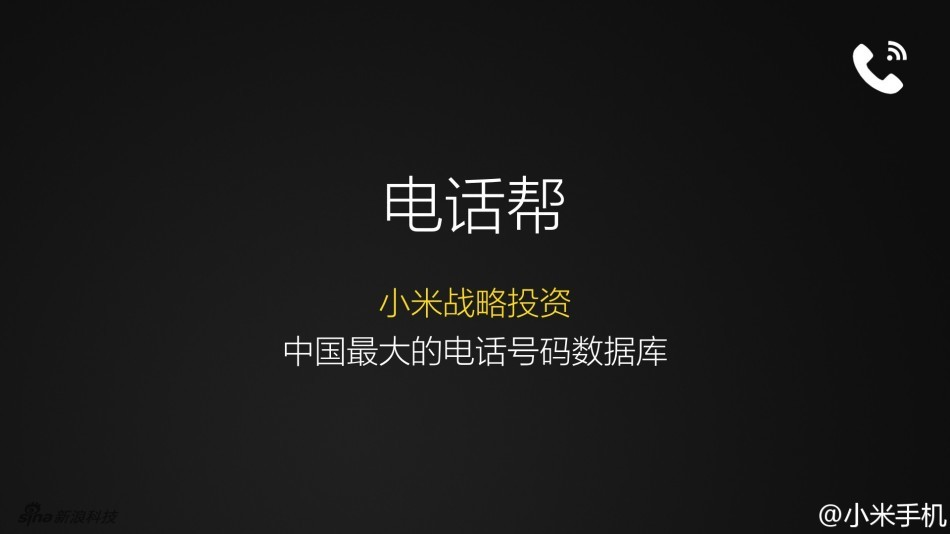 电话帮
小米战略投资
中国最大的电话号码数据库
sina新浪科技
@小米手机